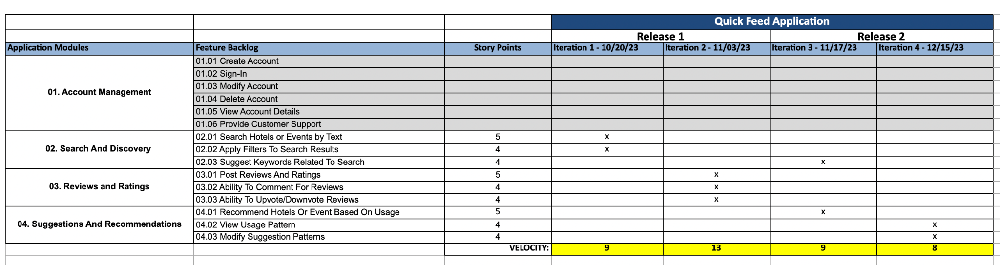 Quick Feed Application
Release 1 Release 2
Application Modules Feature Backlog Story Points Iteration 1 - 10/20/23 Iteration 2 - 11/03/23 Iteration 3 - 11/17/23 Iteration 4 - 12/15/23
01. Account Management
01.01 Create Account
01.02 Sign-In
01.03 Modify Account
01.04 Delete Account
01.05 View Account Details
01.06 Provide Customer Support
02. Search And Discovery
02.01 Search Hotels or Events by Text 5 x
02.02 Apply Filters To Search Results 4 x
02.03 Suggest Keywords Related To Search 4 x
03. Reviews and Ratings
03.01 Post Reviews And Ratings 5 x
03.02 Ability To Comment For Reviews 4 x
03.03 Ability To Upvote/Downvote Reviews 4 x
04. Suggestions And Recommendations
04.01 Recommend Hotels Or Event Based On Usage 5 x
04.02 View Usage Pattern 4 x
04.03 Modify Suggestion Patterns 4 x
VELOCITY: 9 13 9 8